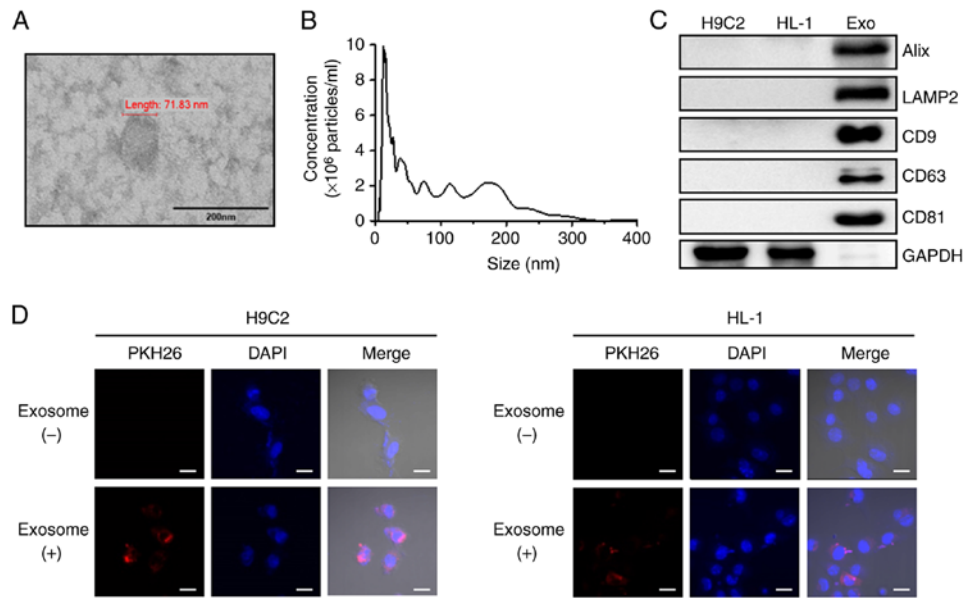 A
Length: 71.83 nm
200nm
B
Concentration
(×10⁶ particles/ml)
10
8
6
4
2
0
0 100 200 300 400
Size (nm)
C
H9C2 HL-1 Exo
Alix
LAMP2
CD9
CD63
CD81
GAPDH
D
H9C2
PKH26 DAPI Merge
Exosome
(–)
Exosome
(+)
HL-1
PKH26 DAPI Merge
Exosome
(–)
Exosome
(+)